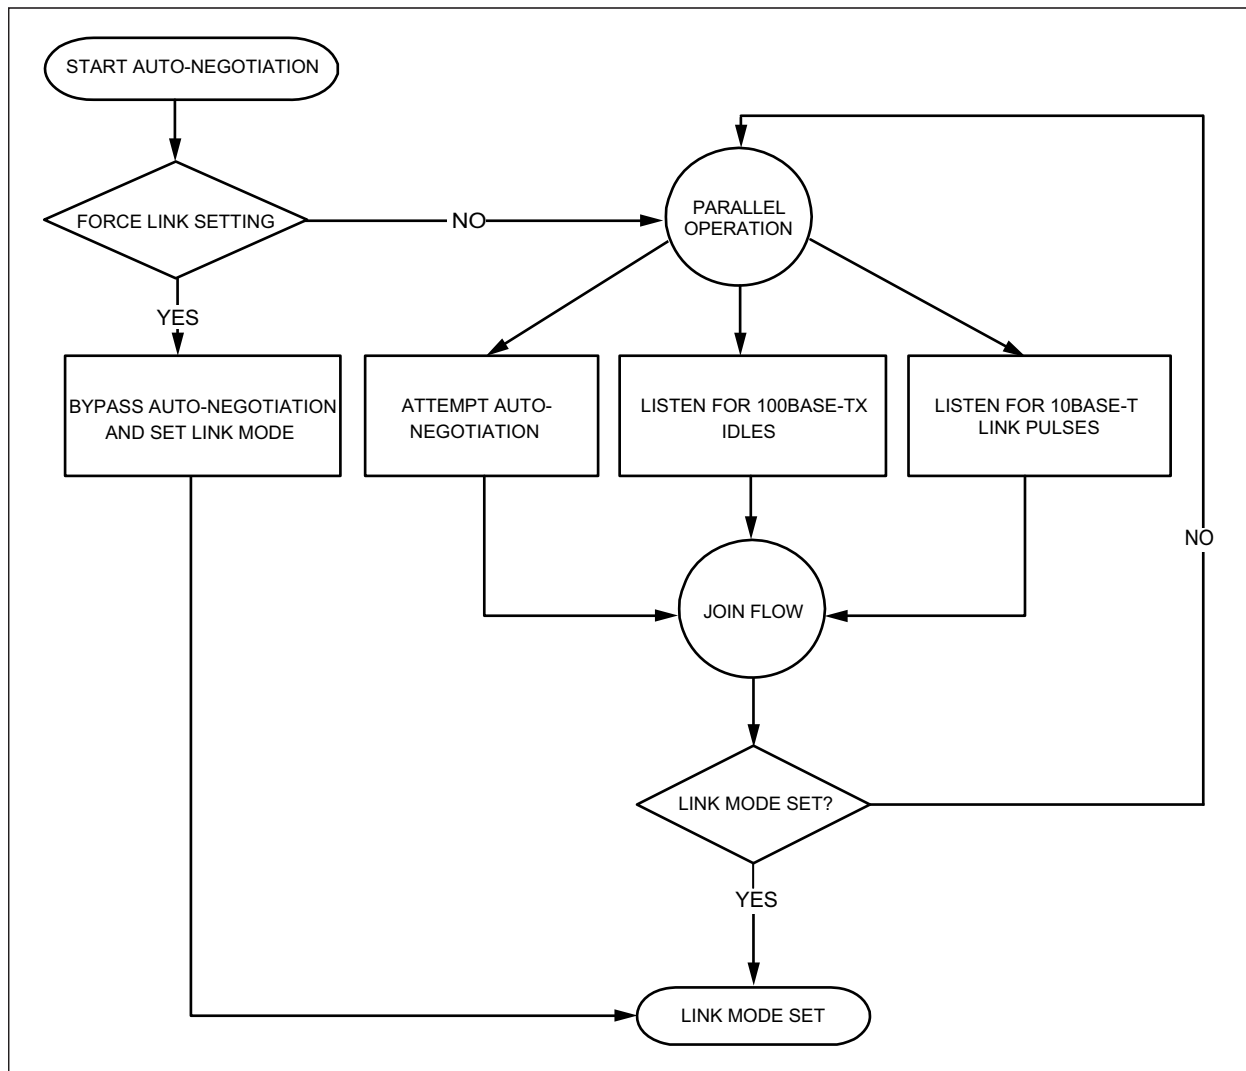 START AUTO-NEGOTIATION
FORCE LINK SETTING
NO
PARALLEL
OPERATION
YES
BYPASS AUTO-NEGOTIATION
AND SET LINK MODE
ATTEMPT AUTO-
NEGOTIATION
LISTEN FOR 100BASE-TX
IDLES
LISTEN FOR 10BASE-T
LINK PULSES
NO
JOIN FLOW
LINK MODE SET?
YES
LINK MODE SET